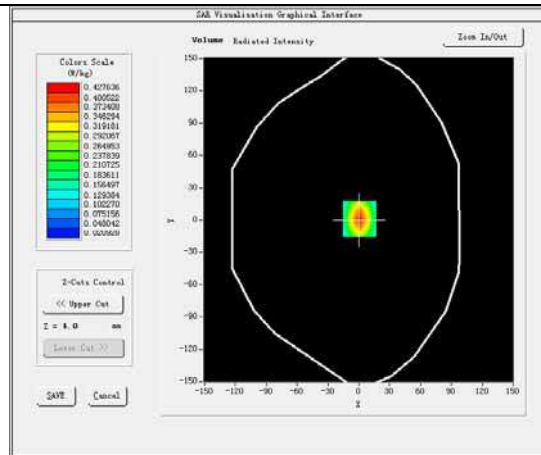 SAR Visualisation Graphical Interface
Volume Radiated Intensity
Zoom In/Out
Colors Scale
(W/kg)
0.427636
0.400522
0.373408
0.346294
0.319181
0.292067
0.264953
0.237839
0.210725
0.183611
0.156497
0.129384
0.102270
0.075156
0.048042
0.020928
Z-Cuts Control
<< Upper Cut
Z = 4.0 mm
Lower Cut >>
SAVE Cancel
150
120
90
60
30
0
-30
-60
-90
-120
-150
Y
-150 -120 -90 -60 -30 0 30 60 90 120 150
X